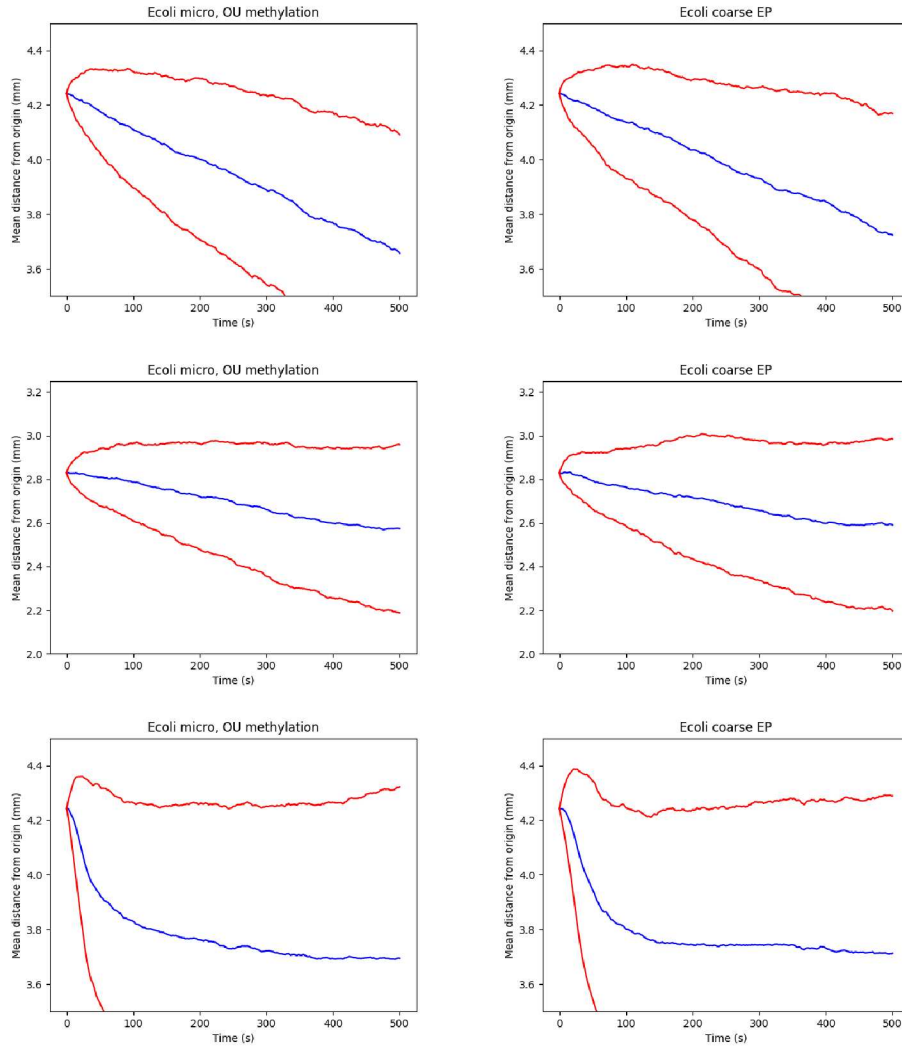 Ecoli micro, OU methylation
Mean distance from origin (mm)
4.4
4.2
4.0
3.8
3.6
0 100 200 300 400 500
Time (s)
Ecoli coarse EP
Mean distance from origin (mm)
4.4
4.2
4.0
3.8
3.6
0 100 200 300 400 500
Time (s)
Ecoli micro, OU methylation
Mean distance from origin (mm)
3.2
3.0
2.8
2.6
2.4
2.2
2.0
0 100 200 300 400 500
Time (s)
Ecoli coarse EP
Mean distance from origin (mm)
3.2
3.0
2.8
2.6
2.4
2.2
2.0
0 100 200 300 400 500
Time (s)
Ecoli micro, OU methylation
Mean distance from origin (mm)
4.4
4.2
4.0
3.8
3.6
0 100 200 300 400 500
Time (s)
Ecoli coarse EP
Mean distance from origin (mm)
4.4
4.2
4.0
3.8
3.6
0 100 200 300 400 500
Time (s)